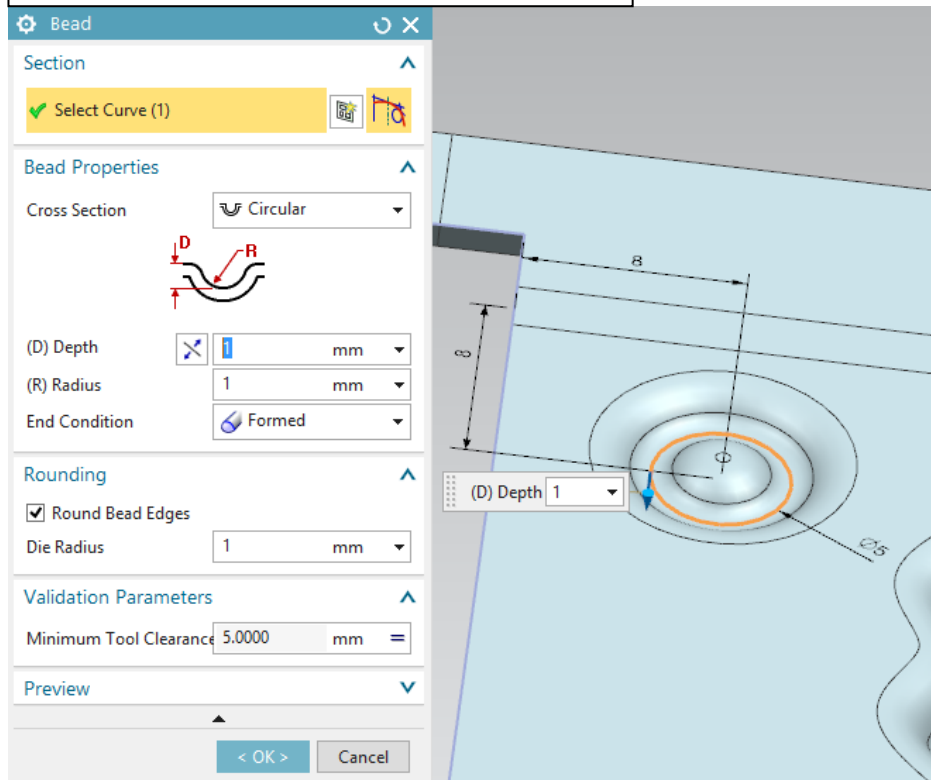 Bead
Section
Select Curve (1)
Bead Properties
Cross Section
Circular
D
R
(D) Depth
1
mm
(R) Radius
1
mm
End Condition
Formed
Rounding
Round Bead Edges
Die Radius
1
mm
Validation Parameters
Minimum Tool Clearance
5.0000
mm
=
Preview
< OK >
Cancel
8
8
(D) Depth
1
Ø5